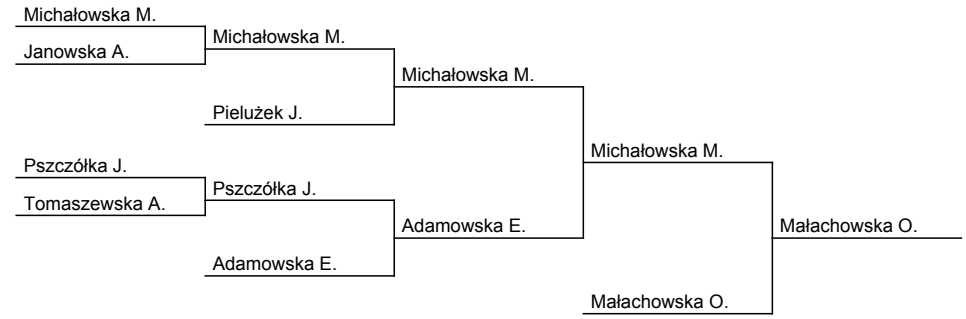 Michałowska M.
Janowska A.
Michałowska M.
Pielużek J.
Michałowska M.
Pszczółka J.
Tomaszewska A.
Pszczółka J.
Adamowska E.
Adamowska E.
Michałowska M.
Małachowska O.
Małachowska O.